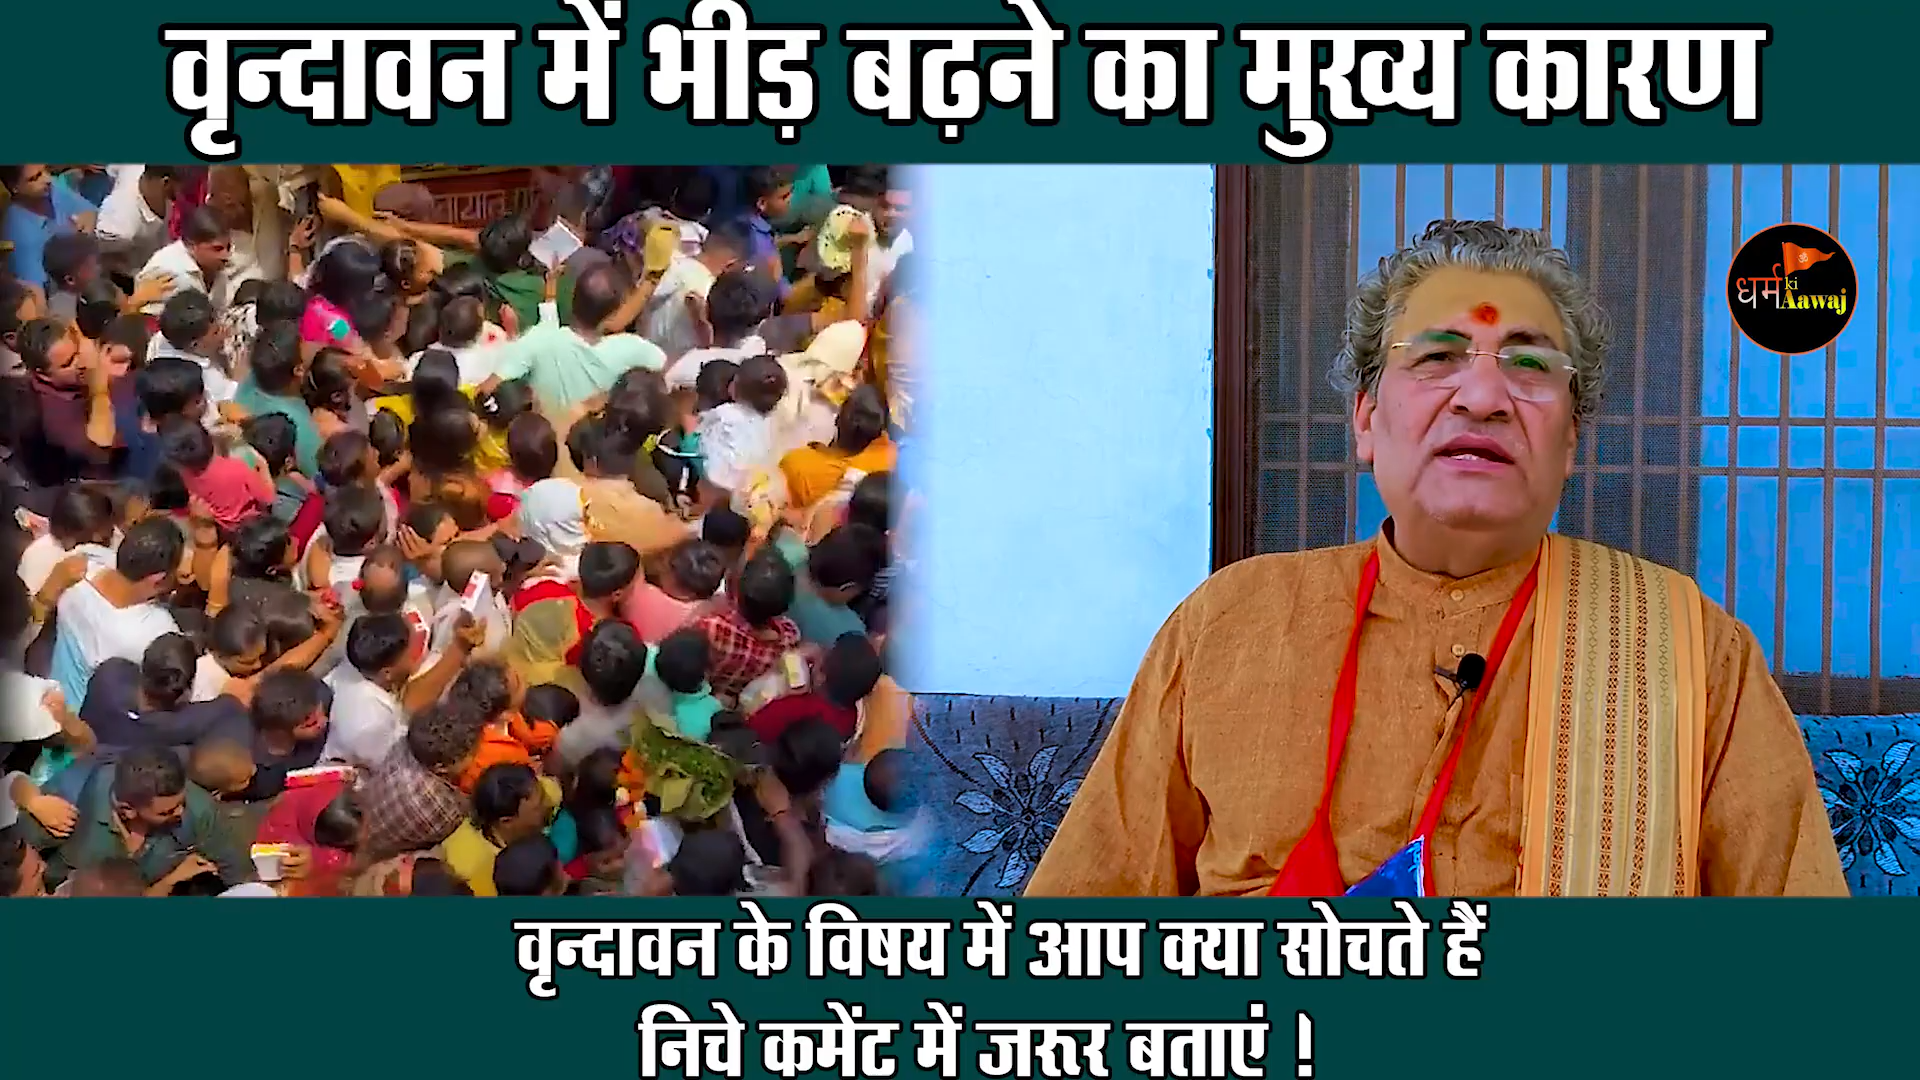 वृन्दावन में भीड़ बढ़ने का मुख्य कारण
धर्म ki
Aawaj
वृन्दावन के विषय में आप क्या सोचते हैं
निचे कमेंट में जरूर बताएं !